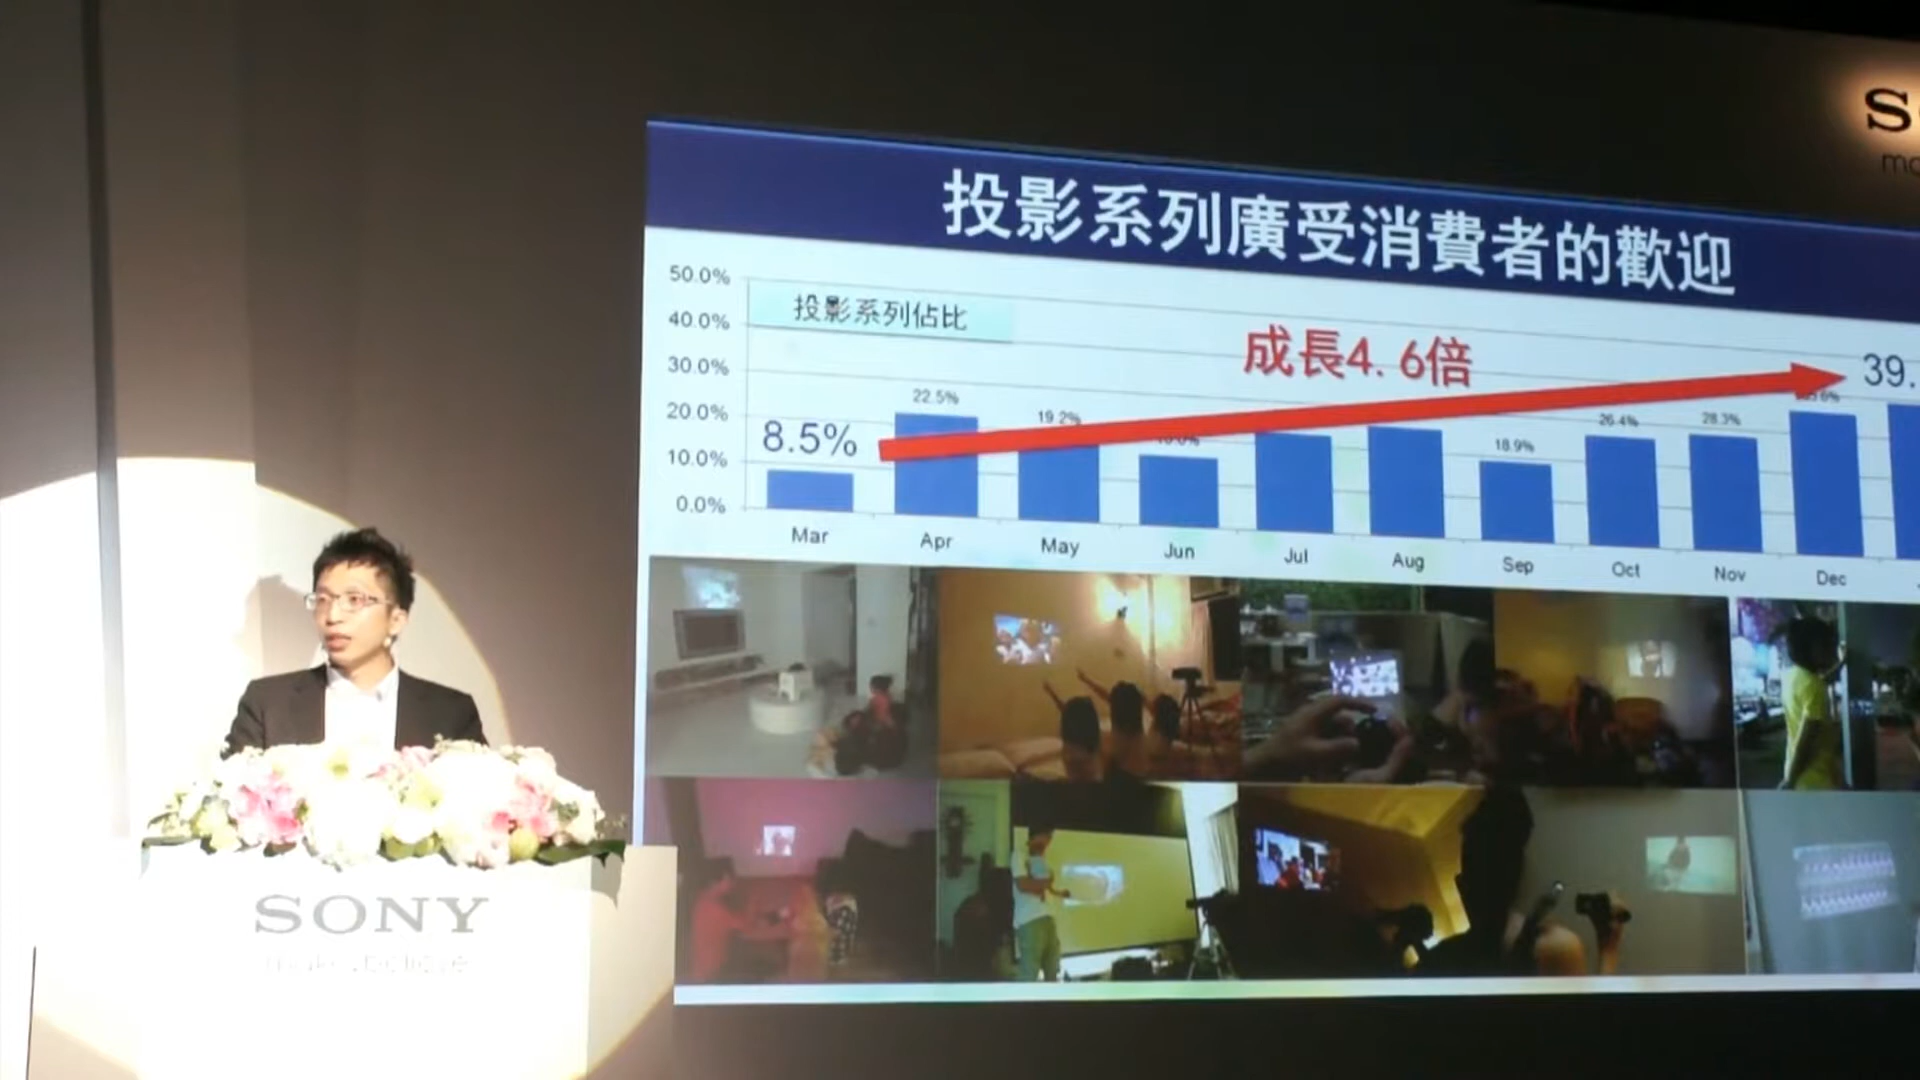 投影系列廣受消費者的歡迎
50.0%
40.0%
30.0%
20.0%
10.0%
0.0%
投影系列佔比
成長4.6倍
8.5%
22.5%
19.2%
18.9%
26.4%
28.3%
39.
Mar
Apr
May
Jun
Jul
Aug
Sep
Oct
Nov
Dec
SONY
make.believe